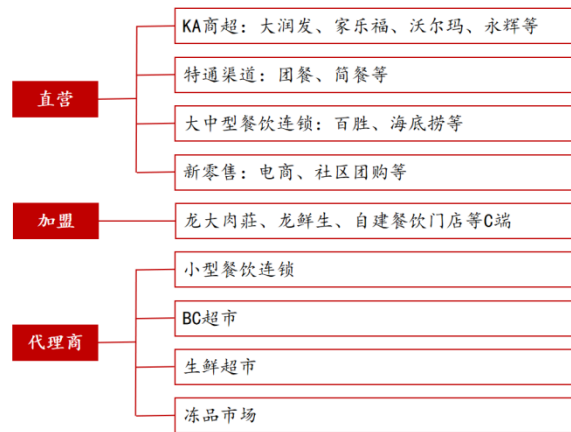 直营
KA商超：大润发、家乐福、沃尔玛、永辉等
特通渠道：团餐、简餐等
大中型餐饮连锁：百胜、海底捞等
新零售：电商、社区团购等
加盟
龙大肉莊、龙鲜生、自建餐饮门店等C端
代理商
小型餐饮连锁
BC超市
生鲜超市
冻品市场